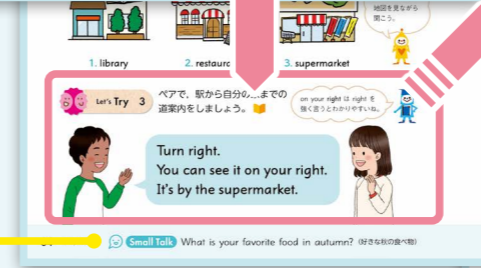 地図を見ながら
聞こう。
1. library
2. restaurant
3. supermarket
Let's Try 3
ペアで、駅から自分の までの
道案内をしましょう。
on your right は right を
強く言うとわかりやすいね。
Turn right.
You can see it on your right.
It's by the supermarket.
Small Talk What is your favorite food in autumn? (好きな秋の食べ物)